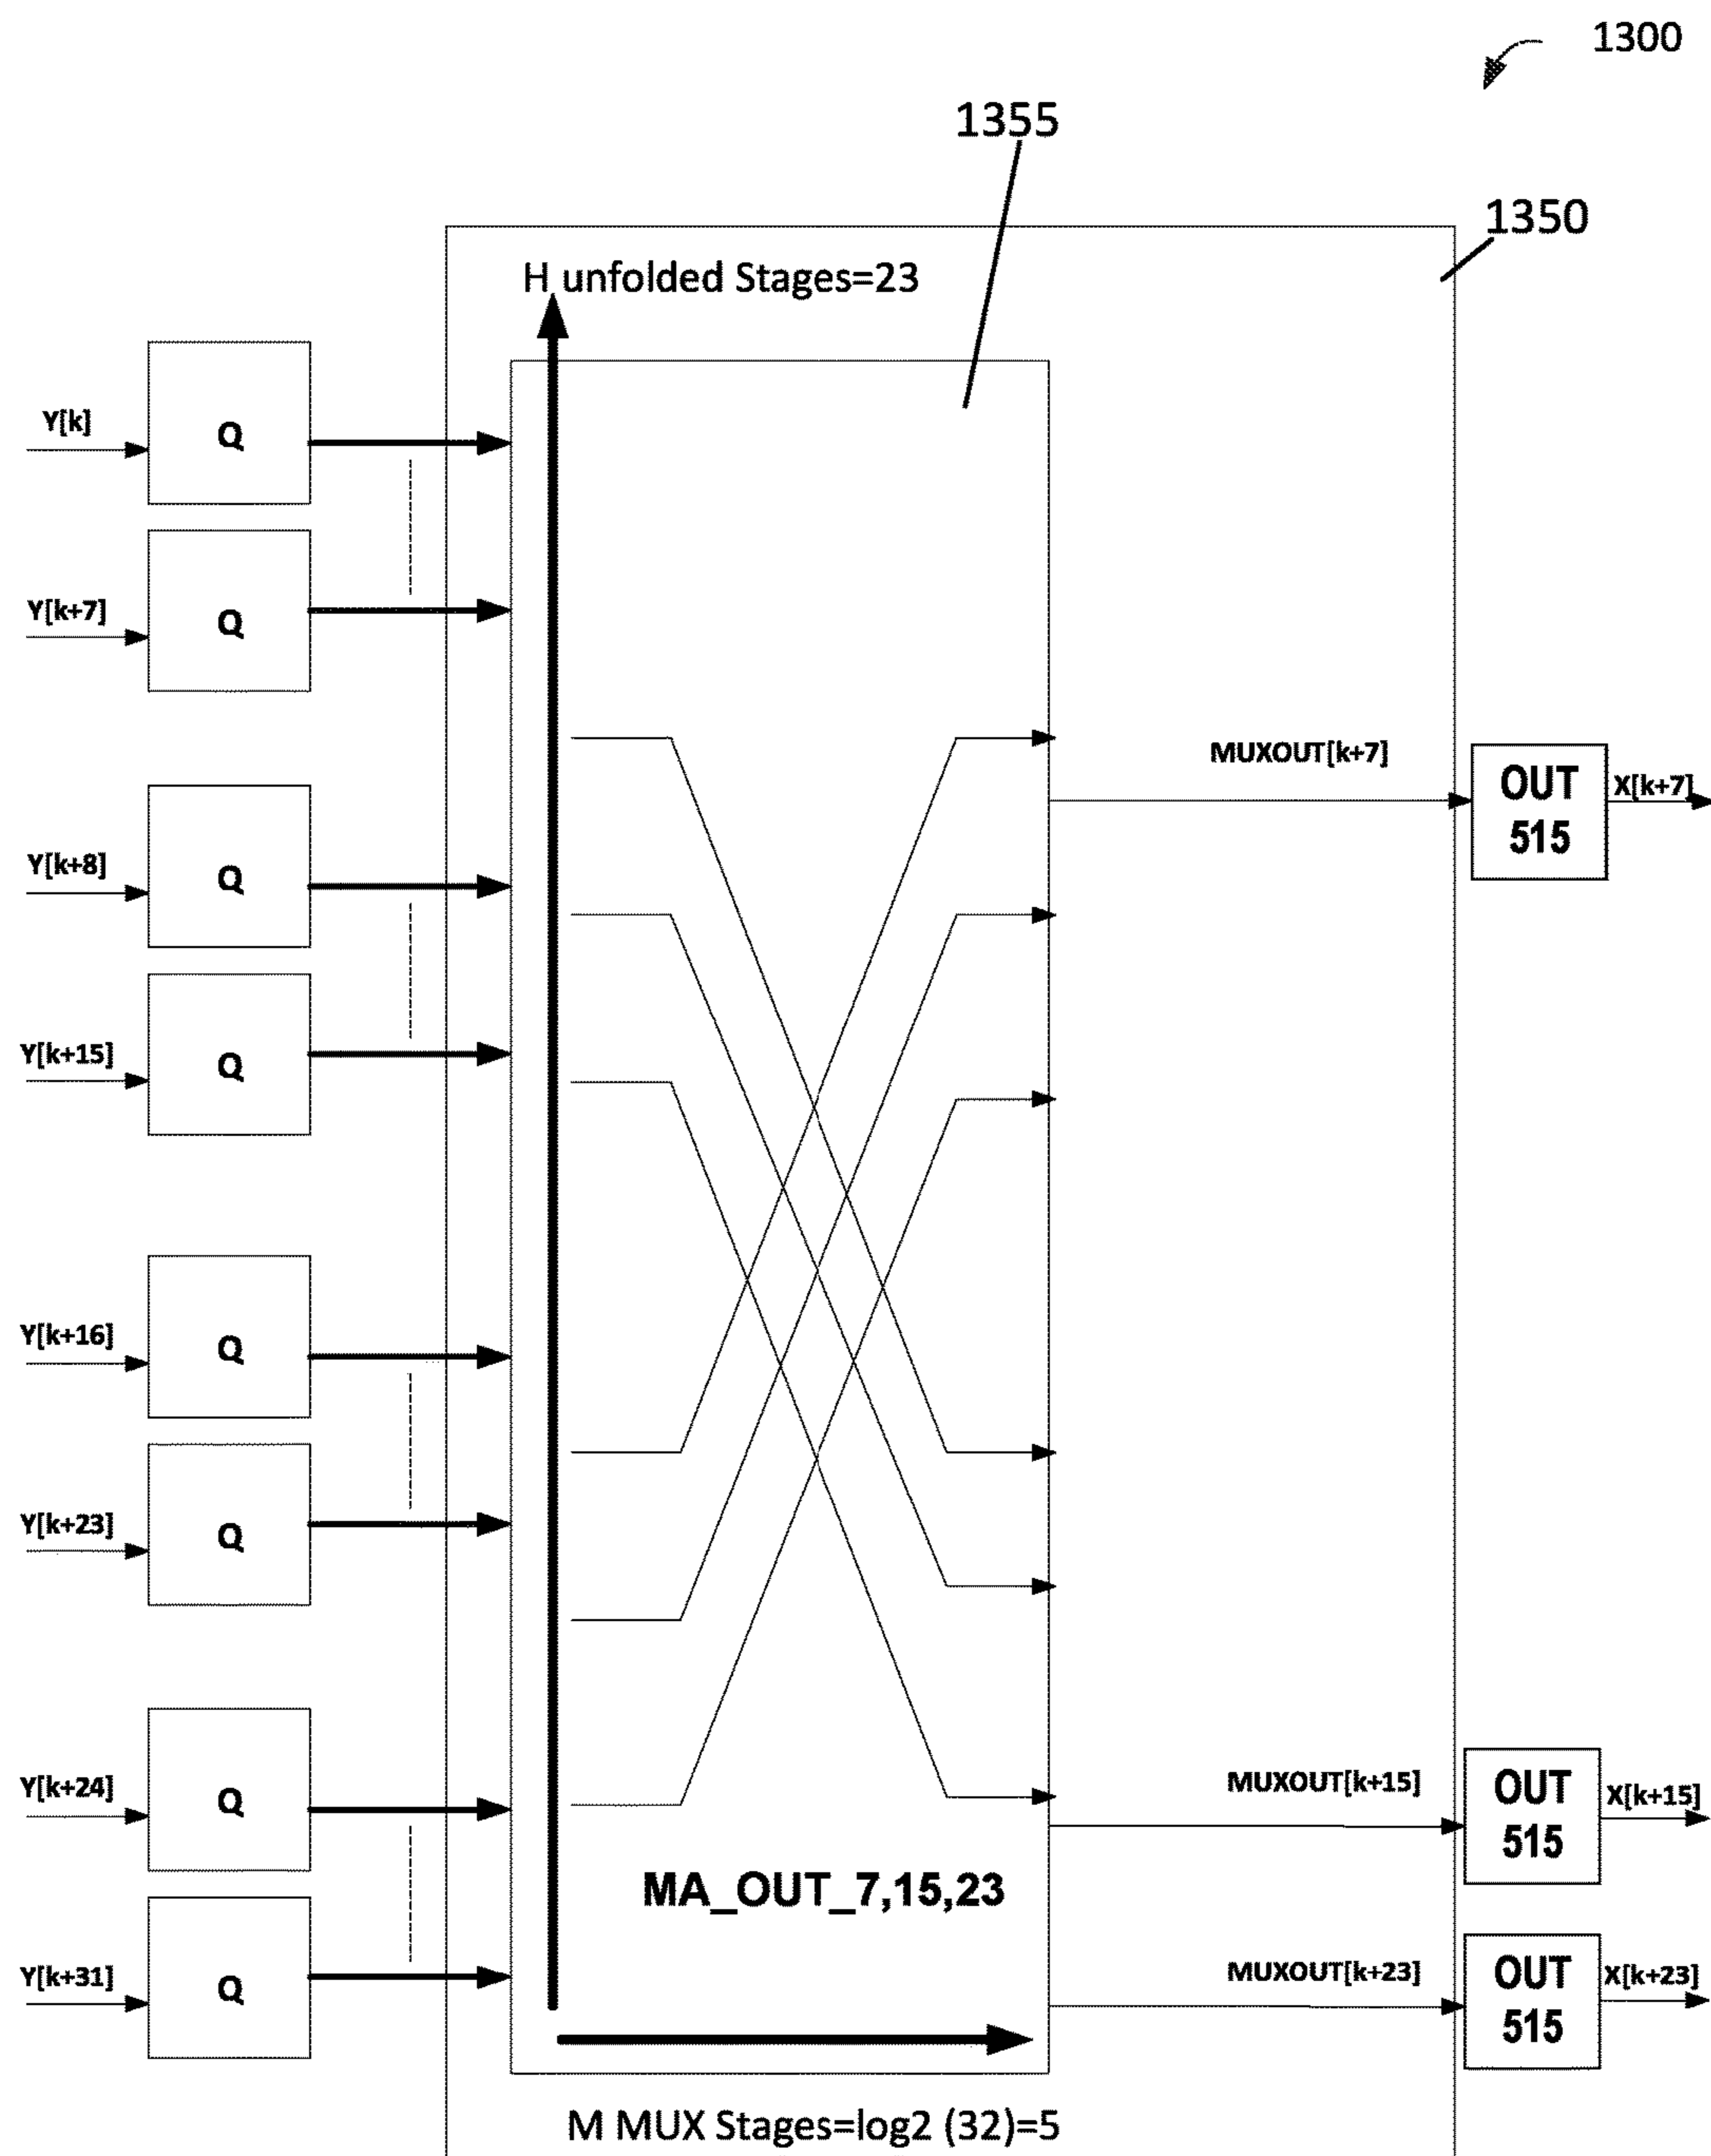 1300
1355
1350
H unfolded Stages=23
Y[k]
Q
Y[k+7]
Q
MUXOUT[k+7]
OUT
515
X[k+7]
Y[k+8]
Q
Y[k+15]
Q
Y[k+16]
Q
Y[k+23]
Q
Y[k+24]
Q
MUXOUT[k+15]
OUT
515
X[k+15]
MA_OUT_7,15,23
Y[k+31]
Q
MUXOUT[k+23]
OUT
515
X[k+23]
M MUX Stages=log2 (32)=5